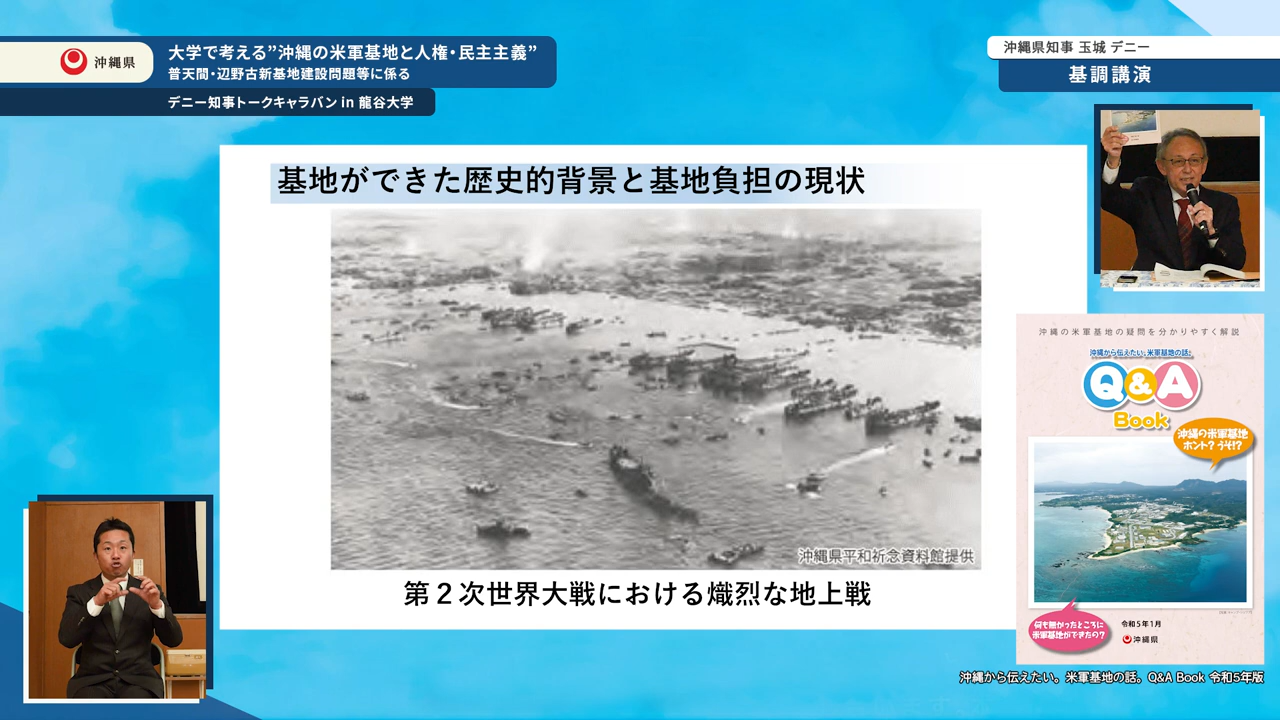 沖縄県
大学で考える”沖縄の米軍基地と人権・民主主義”
普天間・辺野古新基地建設問題等に係る
デニー知事トークキャラバン in 龍谷大学
沖縄県知事 玉城 デニー
基調講演
基地ができた歴史的背景と基地負担の現状
沖縄県平和祈念資料館提供
第２次世界大戦における熾烈な地上戦
沖縄の米軍基地の疑問を分かりやすく解説
沖縄から伝えたい。米軍基地の話。
Q&A
Book
沖縄の米軍基地
ホント？うそ!？
何も無かったところに
米軍基地ができたの？
令和5年1月
沖縄県
沖縄から伝えたい。米軍基地の話。Q&A Book 令和5年版